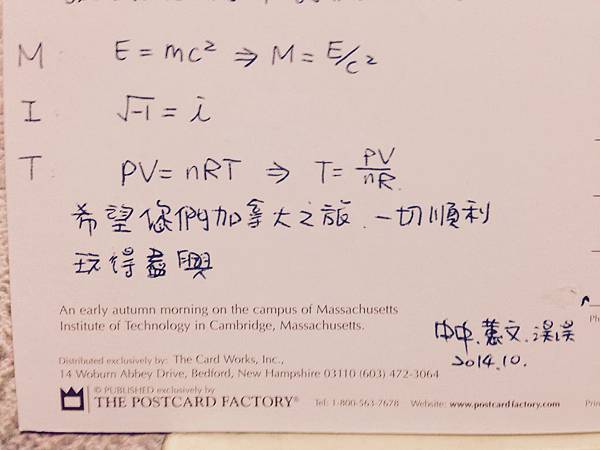 M E = mc² ⇒ M = E/c²
I √-1 = i
T PV = nRT ⇒ T = PV/nR
希望您們加拿大之旅.一切順利
玩得盡興
An early autumn morning on the campus of Massachusetts
Institute of Technology in Cambridge, Massachusetts.
中中.蕙文.
2014.10.
Distributed exclusively by: The Card Works, Inc.,
14 Woburn Abbey Drive, Bedford, New Hampshire 03110 (603) 472-3064
© PUBLISHED exclusively by
THE POSTCARD FACTORY® Tel: 1-800-563-7678 Website: www.postcardfactory.com